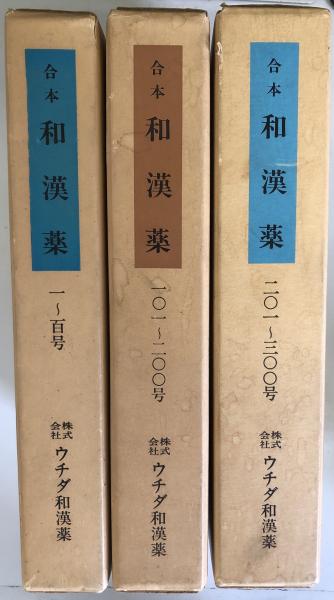 合本
和漢薬
一〜百号
株式会社
ウチダ和漢薬
合本
和漢薬
一〇一〜二〇〇号
株式会社
ウチダ和漢薬
合本
和漢薬
二〇一〜三〇〇号
株式会社
ウチダ和漢薬